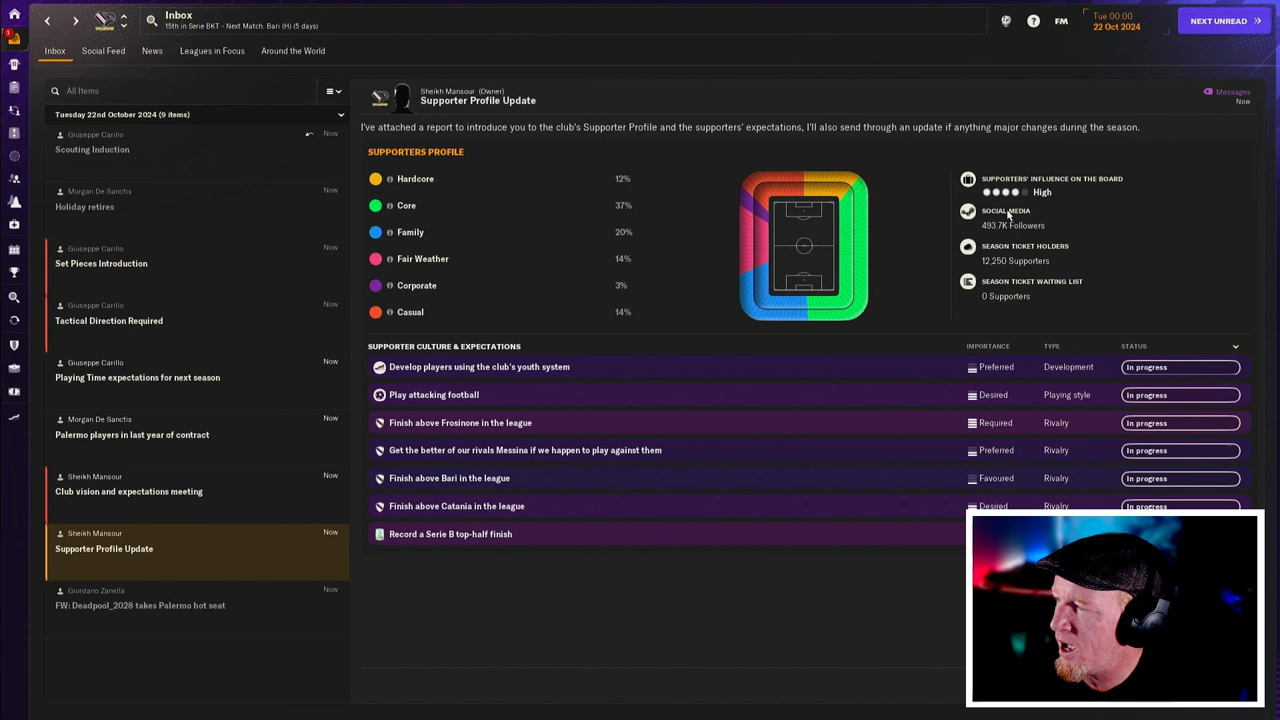 Inbox
15th in Serie BKT - Next Match: Bari (H) (5 days)
FM
Tue 00:00
22 Oct 2024
NEXT UNREAD
1
Inbox
Social Feed
News
Leagues in Focus
Around the World
All Items
Tuesday 22nd October 2024 (9 items)
Giuseppe Carillo
Now
Scouting Induction
Morgan De Sanctis
Now
Holiday retires
Giuseppe Carillo
Now
Set Pieces Introduction
Giuseppe Carillo
Now
Tactical Direction Required
Giuseppe Carillo
Now
Playing Time expectations for next season
Morgan De Sanctis
Now
Palermo players in last year of contract
Sheikh Mansour
Now
Club vision and expectations meeting
Sheikh Mansour
Now
Supporter Profile Update
Giordano Zanella
Now
FW: Deadpool_2028 takes Palermo hot seat
Sheikh Mansour (Owner)
Supporter Profile Update
Messages
Now
I've attached a report to introduce you to the club's Supporter Profile and the supporters' expectations, I'll also send through an update if anything major changes during the season.
SUPPORTERS PROFILE
Hardcore 12%
Core 37%
Family 20%
Fair Weather 14%
Corporate 3%
Casual 14%
SUPPORTERS' INFLUENCE ON THE BOARD
High
SOCIAL MEDIA
493.7K Followers
SEASON TICKET HOLDERS
12,250 Supporters
SEASON TICKET WAITING LIST
0 Supporters
SUPPORTER CULTURE & EXPECTATIONS IMPORTANCE TYPE STATUS
Develop players using the club's youth system Preferred Development In progress
Play attacking football Desired Playing style In progress
Finish above Frosinone in the league Required Rivalry In progress
Get the better of our rivals Messina if we happen to play against them Preferred Rivalry In progress
Finish above Bari in the league Favoured Rivalry In progress
Finish above Catania in the league Desired Rivalry In progress
Record a Serie B top-half finish